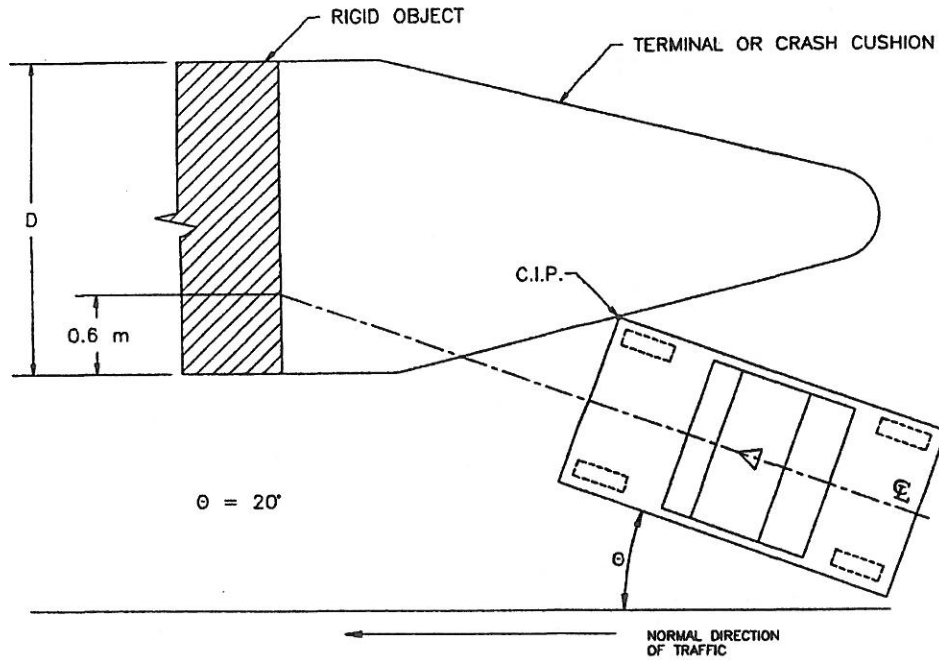 RIGID OBJECT
TERMINAL OR CRASH CUSHION
D
C.I.P.
0.6 m
Θ = 20°
℄
Θ
NORMAL DIRECTION
OF TRAFFIC